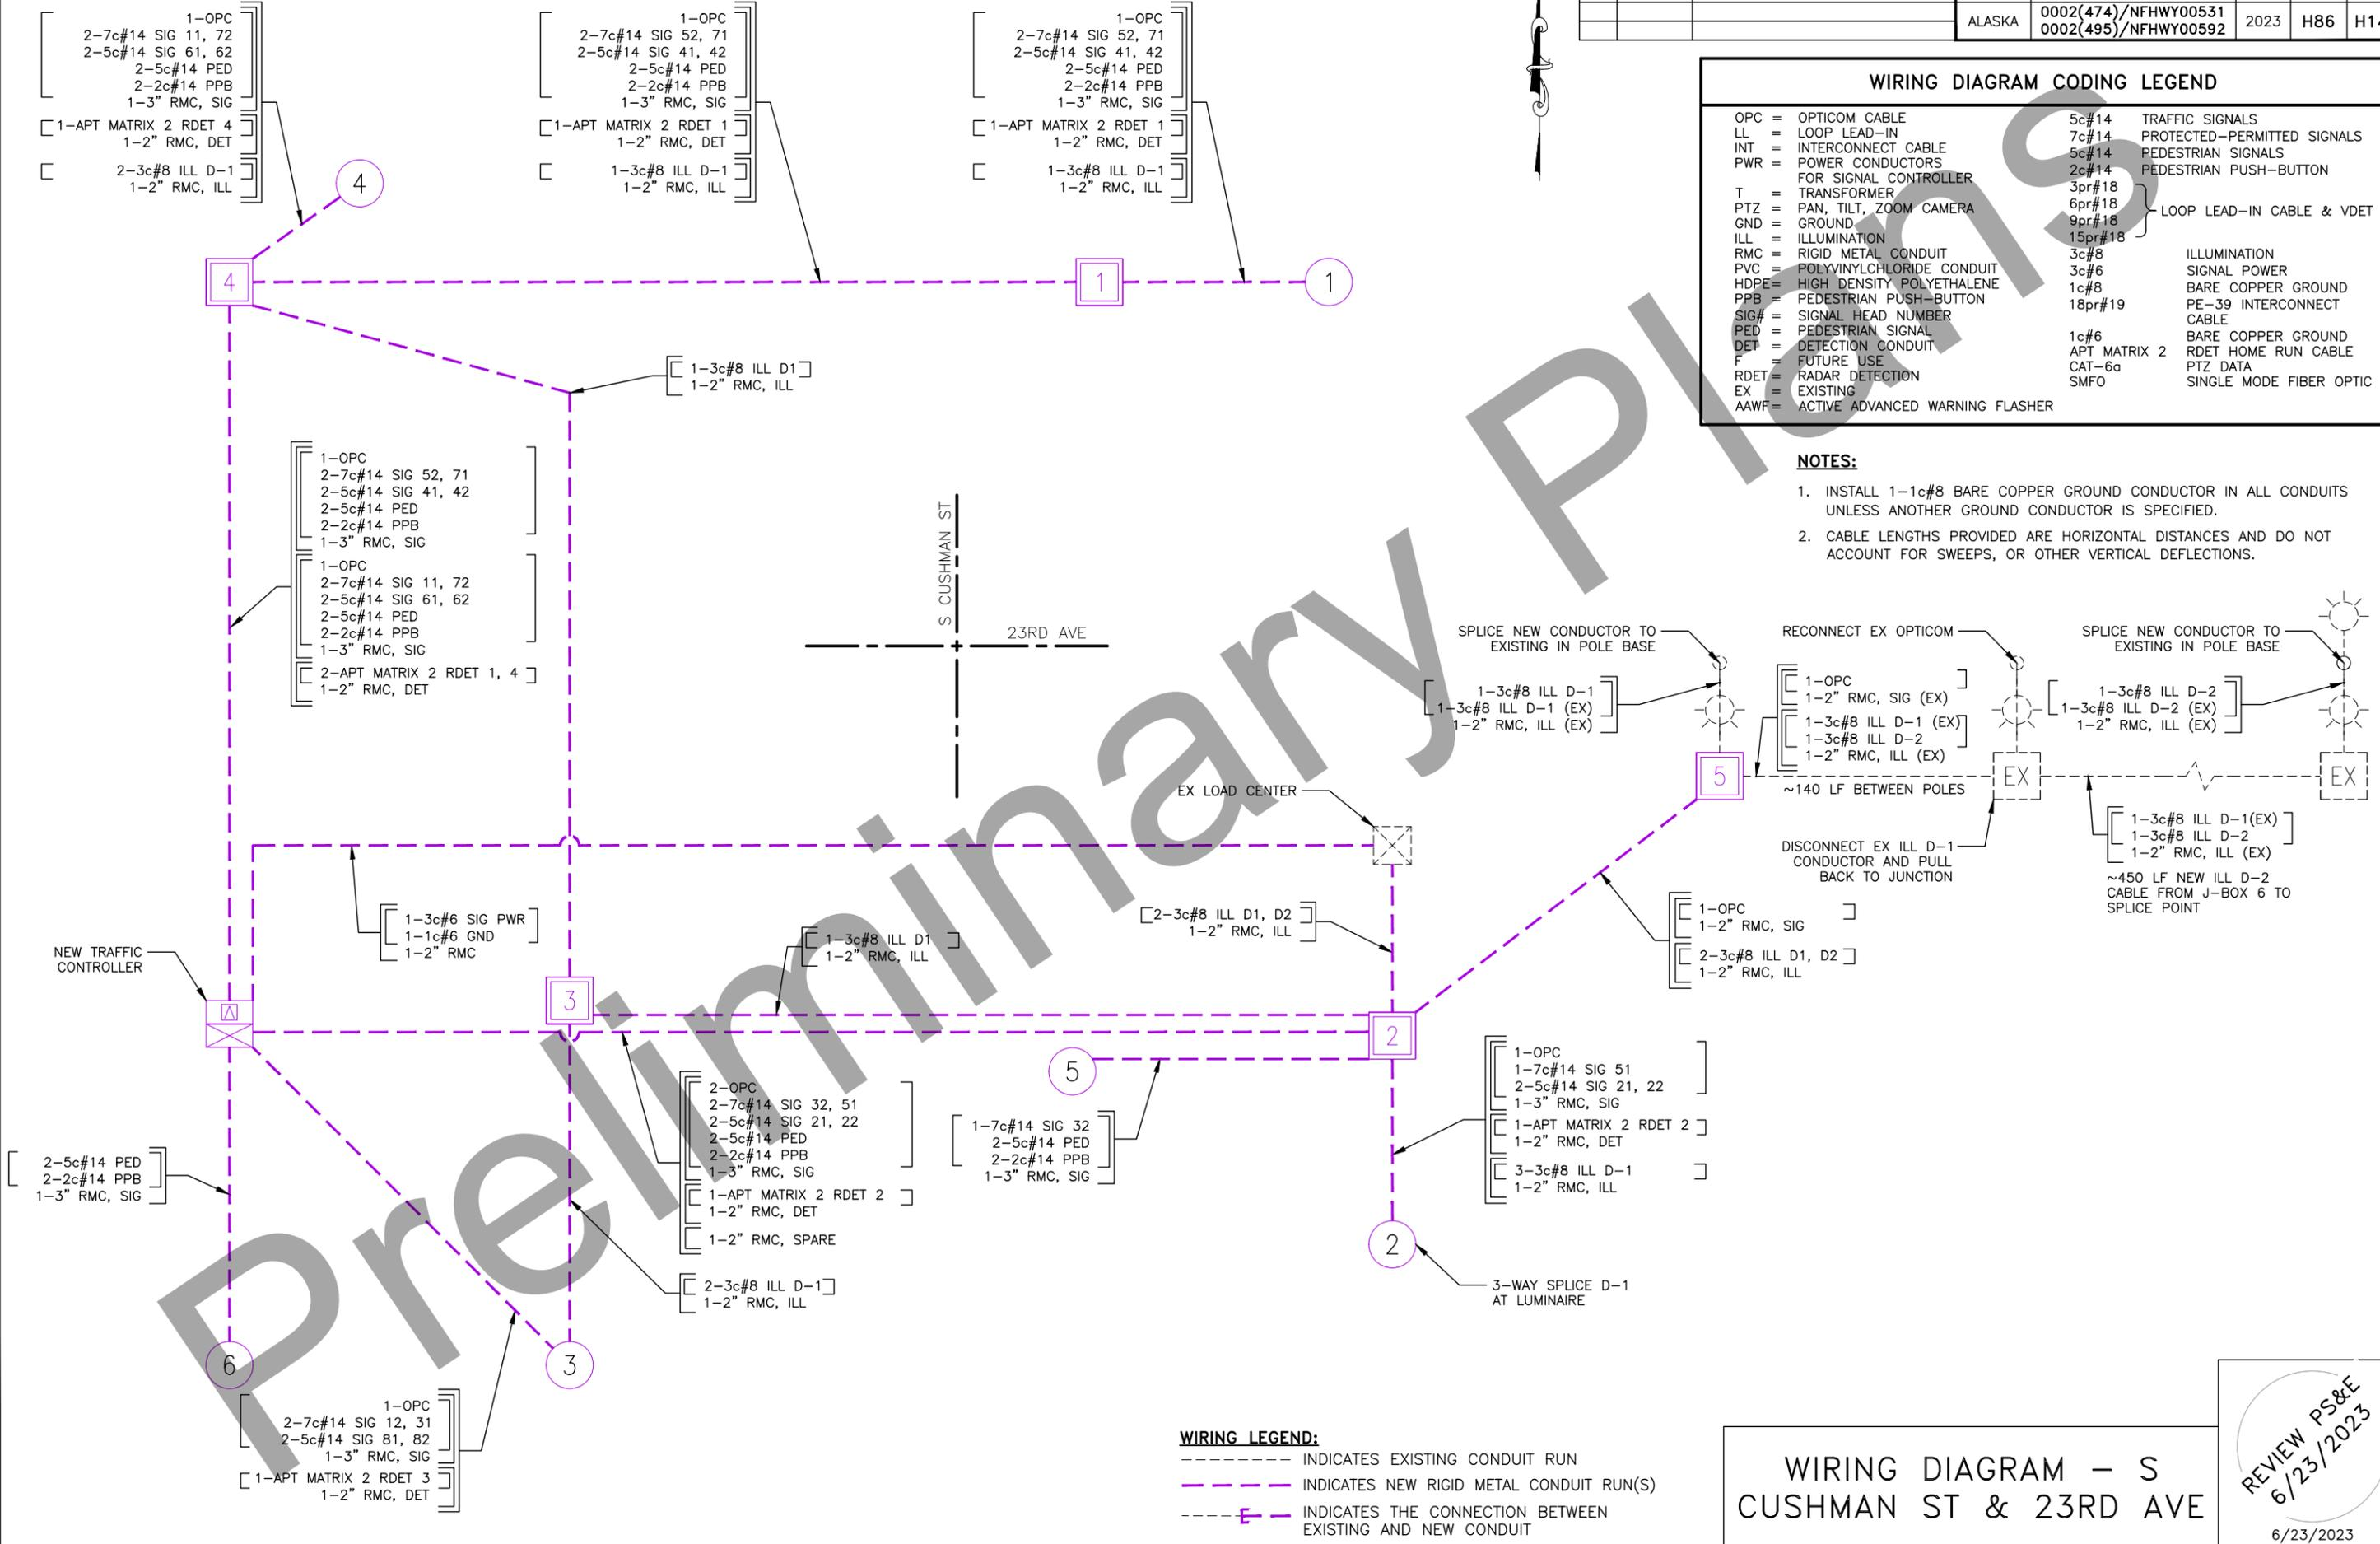 1-OPC
2-7c#14 SIG 11, 72
2-5c#14 SIG 61, 62
2-5c#14 PED
2-2c#14 PPB
1-3" RMC, SIG
1-APT MATRIX 2 RDET 4
1-2" RMC, DET
2-3c#8 ILL D-1
1-2" RMC, ILL
1-OPC
2-7c#14 SIG 52, 71
2-5c#14 SIG 41, 42
2-5c#14 PED
2-2c#14 PPB
1-3" RMC, SIG
1-APT MATRIX 2 RDET 1
1-2" RMC, DET
1-3c#8 ILL D-1
1-2" RMC, ILL
1-OPC
2-7c#14 SIG 52, 71
2-5c#14 SIG 41, 42
2-5c#14 PED
2-2c#14 PPB
1-3" RMC, SIG
1-APT MATRIX 2 RDET 1
1-2" RMC, DET
1-3c#8 ILL D-1
1-2" RMC, ILL
ALASKA
0002(474)/NFHWY00531
0002(495)/NFHWY00592
2023
H86
WIRING DIAGRAM CODING LEGEND
OPC = OPTICOM CABLE
LL = LOOP LEAD-IN
INT = INTERCONNECT CABLE
PWR = POWER CONDUCTORS
FOR SIGNAL CONTROLLER
T = TRANSFORMER
PTZ = PAN, TILT, ZOOM CAMERA
GND = GROUND
ILL = ILLUMINATION
RMC = RIGID METAL CONDUIT
PVC = POLYVINYLCHLORIDE CONDUIT
HDPE= HIGH DENSITY POLYETHALENE
PPB = PEDESTRIAN PUSH-BUTTON
SIG# = SIGNAL HEAD NUMBER
PED = PEDESTRIAN SIGNAL
DET = DETECTION CONDUIT
F = FUTURE USE
RDET= RADAR DETECTION
EX = EXISTING
AAWF= ACTIVE ADVANCED WARNING FLASHER
5c#14 TRAFFIC SIGNALS
7c#14 PROTECTED-PERMITTED SIGNALS
5c#14 PEDESTRIAN SIGNALS
2c#14 PEDESTRIAN PUSH-BUTTON
3pr#18
6pr#18
9pr#18
15pr#18
LOOP LEAD-IN CABLE & VDET
3c#8 ILLUMINATION
3c#6 SIGNAL POWER
1c#8 BARE COPPER GROUND
18pr#19 PE-39 INTERCONNECT
CABLE
1c#6 BARE COPPER GROUND
APT MATRIX 2 RDET HOME RUN CABLE
CAT-6a PTZ DATA
SMFO SINGLE MODE FIBER OPTIC
4
4
1
1
1-3c#8 ILL D1
1-2" RMC, ILL
NOTES:
1. INSTALL 1-1c#8 BARE COPPER GROUND CONDUCTOR IN ALL CONDUITS
UNLESS ANOTHER GROUND CONDUCTOR IS SPECIFIED.
2. CABLE LENGTHS PROVIDED ARE HORIZONTAL DISTANCES AND DO NOT
ACCOUNT FOR SWEEPS, OR OTHER VERTICAL DEFLECTIONS.
1-OPC
2-7c#14 SIG 52, 71
2-5c#14 SIG 41, 42
2-5c#14 PED
2-2c#14 PPB
1-3" RMC, SIG
1-OPC
2-7c#14 SIG 11, 72
2-5c#14 SIG 61, 62
2-5c#14 PED
2-2c#14 PPB
1-3" RMC, SIG
2-APT MATRIX 2 RDET 1, 4
1-2" RMC, DET
S CUSHMAN ST
23RD AVE
SPLICE NEW CONDUCTOR TO
EXISTING IN POLE BASE
RECONNECT EX OPTICOM
SPLICE NEW CONDUCTOR TO
EXISTING IN POLE BASE
1-3c#8 ILL D-1
1-3c#8 ILL D-1 (EX)
1-2" RMC, ILL (EX)
1-OPC
1-2" RMC, SIG (EX)
1-3c#8 ILL D-1 (EX)
1-3c#8 ILL D-2
1-2" RMC, ILL (EX)
1-3c#8 ILL D-2
1-3c#8 ILL D-2 (EX)
1-2" RMC, ILL (EX)
5
EX
EX
~140 LF BETWEEN POLES
EX LOAD CENTER
DISCONNECT EX ILL D-1
CONDUCTOR AND PULL
BACK TO JUNCTION
1-3c#8 ILL D-1(EX)
1-3c#8 ILL D-2
1-2" RMC, ILL (EX)
~450 LF NEW ILL D-2
CABLE FROM J-BOX 6 TO
SPLICE POINT
1-3c#6 SIG PWR
1-1c#6 GND
1-2" RMC
2-3c#8 ILL D1, D2
1-2" RMC, ILL
1-OPC
1-2" RMC, SIG
2-3c#8 ILL D1, D2
1-2" RMC, ILL
NEW TRAFFIC
CONTROLLER
1-3c#8 ILL D1
1-2" RMC, ILL
3
2
5
2-OPC
2-7c#14 SIG 32, 51
2-5c#14 SIG 21, 22
2-5c#14 PED
2-2c#14 PPB
1-3" RMC, SIG
1-APT MATRIX 2 RDET 2
1-2" RMC, DET
1-2" RMC, SPARE
1-7c#14 SIG 32
2-5c#14 PED
2-2c#14 PPB
1-3" RMC, SIG
1-OPC
1-7c#14 SIG 51
2-5c#14 SIG 21, 22
1-3" RMC, SIG
1-APT MATRIX 2 RDET 2
1-2" RMC, DET
3-3c#8 ILL D-1
1-2" RMC, ILL
2-5c#14 PED
2-2c#14 PPB
1-3" RMC, SIG
2
2-3c#8 ILL D-1
1-2" RMC, ILL
3-WAY SPLICE D-1
AT LUMINAIRE
6
3
1-OPC
2-7c#14 SIG 12, 31
2-5c#14 SIG 81, 82
1-3" RMC, SIG
1-APT MATRIX 2 RDET 3
1-2" RMC, DET
WIRING LEGEND:
INDICATES EXISTING CONDUIT RUN
INDICATES NEW RIGID METAL CONDUIT RUN(S)
INDICATES THE CONNECTION BETWEEN
EXISTING AND NEW CONDUIT
WIRING DIAGRAM - S
CUSHMAN ST & 23RD AVE
REVIEW PS&E
6/23/2023
6/23/2023
Preliminary Plans